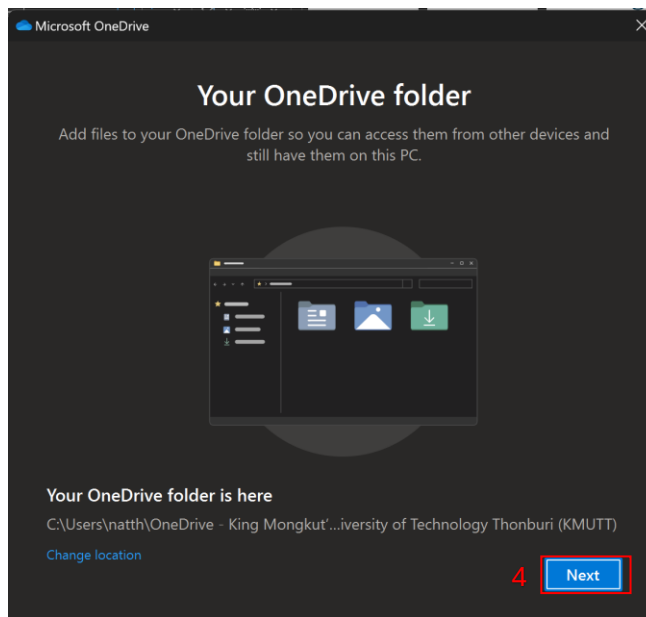 Microsoft OneDrive
Your OneDrive folder
Add files to your OneDrive folder so you can access them from other devices and
still have them on this PC.
Your OneDrive folder is here
C:\Users\natth\OneDrive - King Mongkut'...iversity of Technology Thonburi (KMUTT)
Change location
4 Next